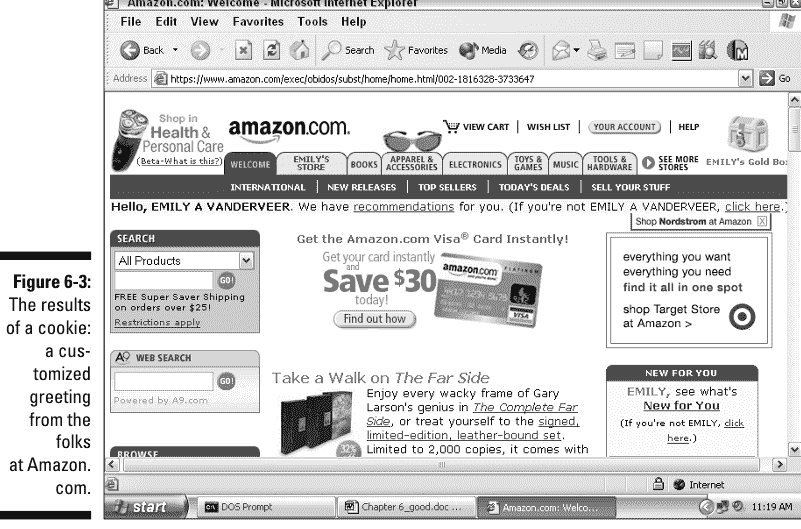 Amazon.com: Welcome - Microsoft Internet Explorer
File Edit View Favorites Tools Help
Back Search Favorites Media
Address https://www.amazon.com/exec/obidos/subst/home/home.html/002-1816328-3733647 Go
Shop in
Health &
Personal Care
(Beta-What is this?)
amazon.com.
VIEW CART | WISH LIST | YOUR ACCOUNT | HELP
WELCOME
EMILY'S
STORE
BOOKS
APPAREL &
ACCESSORIES
ELECTRONICS
TOYS &
GAMES
MUSIC
TOOLS &
HARDWARE
SEE MORE
STORES
EMILY's Gold Bo
INTERNATIONAL | NEW RELEASES | TOP SELLERS | TODAY'S DEALS | SELL YOUR STUFF
Hello, EMILY A VANDERVEER. We have recommendations for you. (If you're not EMILY A VANDERVEER, click here.)
Shop Nordstrom at Amazon X
SEARCH
All Products
GO!
FREE Super Saver Shipping
on orders over $25!
Restrictions apply
A9 WEB SEARCH
GO!
Powered by A9.com
BROWSE
Get the Amazon.com Visa® Card Instantly!
Get your card instantly
and
Save $30
today!
Find out how
amazon.com
PLATINUM
VISA
Take a Walk on The Far Side
Enjoy every wacky frame of Gary
Larson's genius in The Complete Far
Side, or treat yourself to the signed,
limited-edition, leather-bound set.
Limited to 2,000 copies, it comes with
32%
everything you want
everything you need
find it all in one spot
shop Target Store
at Amazon >
NEW FOR YOU
EMILY, see what's
New for You
(If you're not EMILY, click
here.)
Internet
start
DOS Prompt
Chapter 6_good.doc ...
Amazon.com: Welco...
11:19 AM
Figure 6-3:
The results
of a cookie:
a cus-
tomized
greeting
from the
folks
at Amazon.
com.